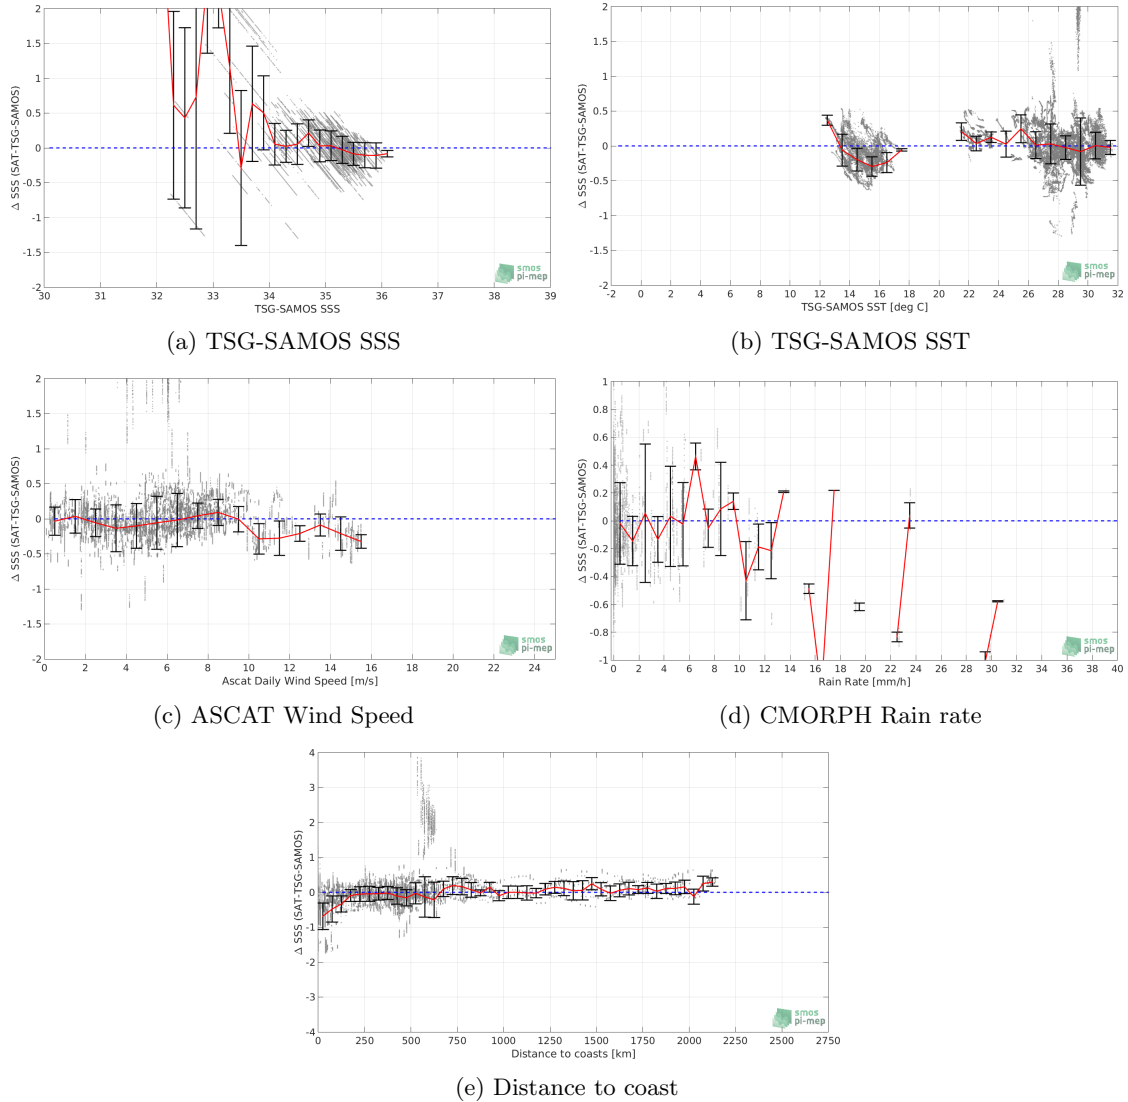 2
1.5
1
0.5
0
-0.5
-1
-1.5
-2
Δ SSS (SAT-TSG-SAMOS)
30 31 32 33 34 35 36 37 38 39
TSG-SAMOS SSS
smos
pi-mep
(a) TSG-SAMOS SSS
2
1.5
1
0.5
0
-0.5
-1
-1.5
-2
Δ SSS (SAT-TSG-SAMOS)
-2 0 2 4 6 8 10 12 14 16 18 20 22 24 26 28 30 32
TSG-SAMOS SST [deg C]
smos
pi-mep
(b) TSG-SAMOS SST
2
1.5
1
0.5
0
-0.5
-1
-1.5
-2
Δ SSS (SAT-TSG-SAMOS)
0 2 4 6 8 10 12 14 16 18 20 22 24
Ascat Daily Wind Speed [m/s]
smos
pi-mep
(c) ASCAT Wind Speed
1
0.8
0.6
0.4
0.2
0
-0.2
-0.4
-0.6
-0.8
-1
Δ SSS (SAT-TSG-SAMOS)
0 2 4 6 8 10 12 14 16 18 20 22 24 26 28 30 32 34 36 38 40
Rain Rate [mm/h]
smos
pi-mep
(d) CMORPH Rain rate
4
3
2
1
0
-1
-2
-3
-4
Δ SSS (SAT-TSG-SAMOS)
0 250 500 750 1000 1250 1500 1750 2000 2250 2500 2750
Distance to coasts [km]
smos
pi-mep
(e) Distance to coast